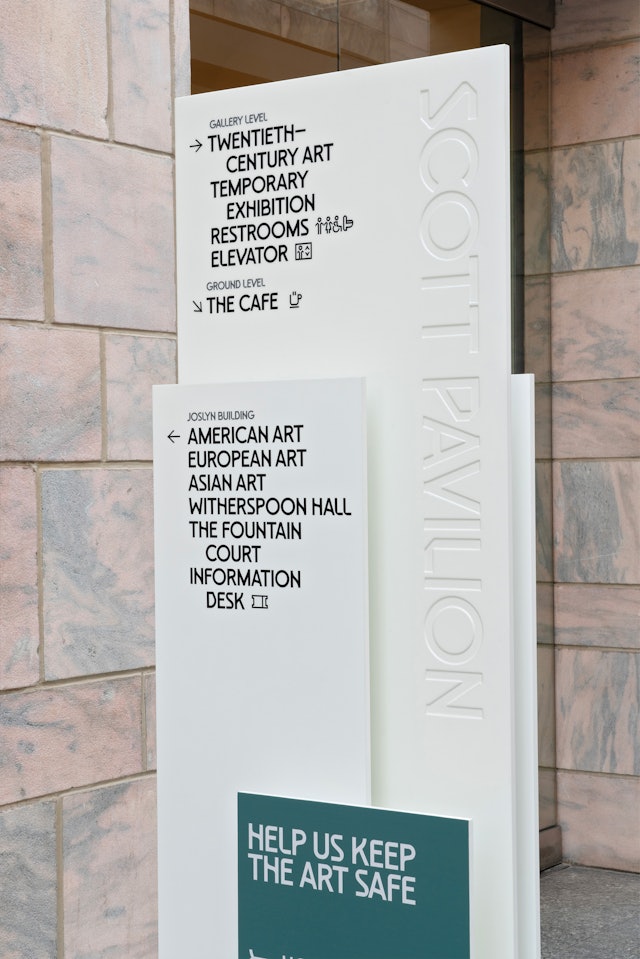 GALLERY LEVEL
→ TWENTIETH–
CENTURY ART
TEMPORARY
EXHIBITION
RESTROOMS
ELEVATOR
GROUND LEVEL
↘ THE CAFE
SCOTT PAVILION
JOSLYN BUILDING
← AMERICAN ART
EUROPEAN ART
ASIAN ART
WITHERSPOON HALL
THE FOUNTAIN
COURT
INFORMATION
DESK
HELP US KEEP
THE ART SAFE